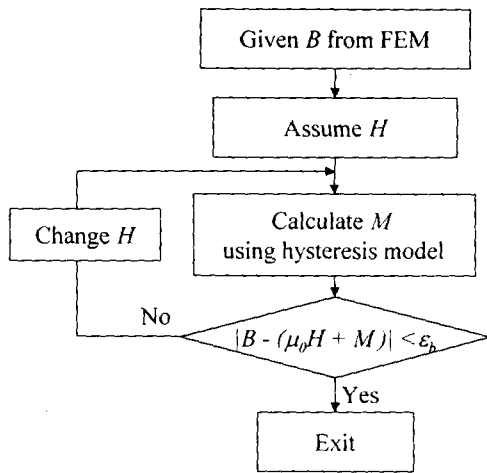 Given B from FEM
Assume H
Calculate M
using hysteresis model
Change H
No
|B - (μ₀H + M)| < εb
Yes
Exit